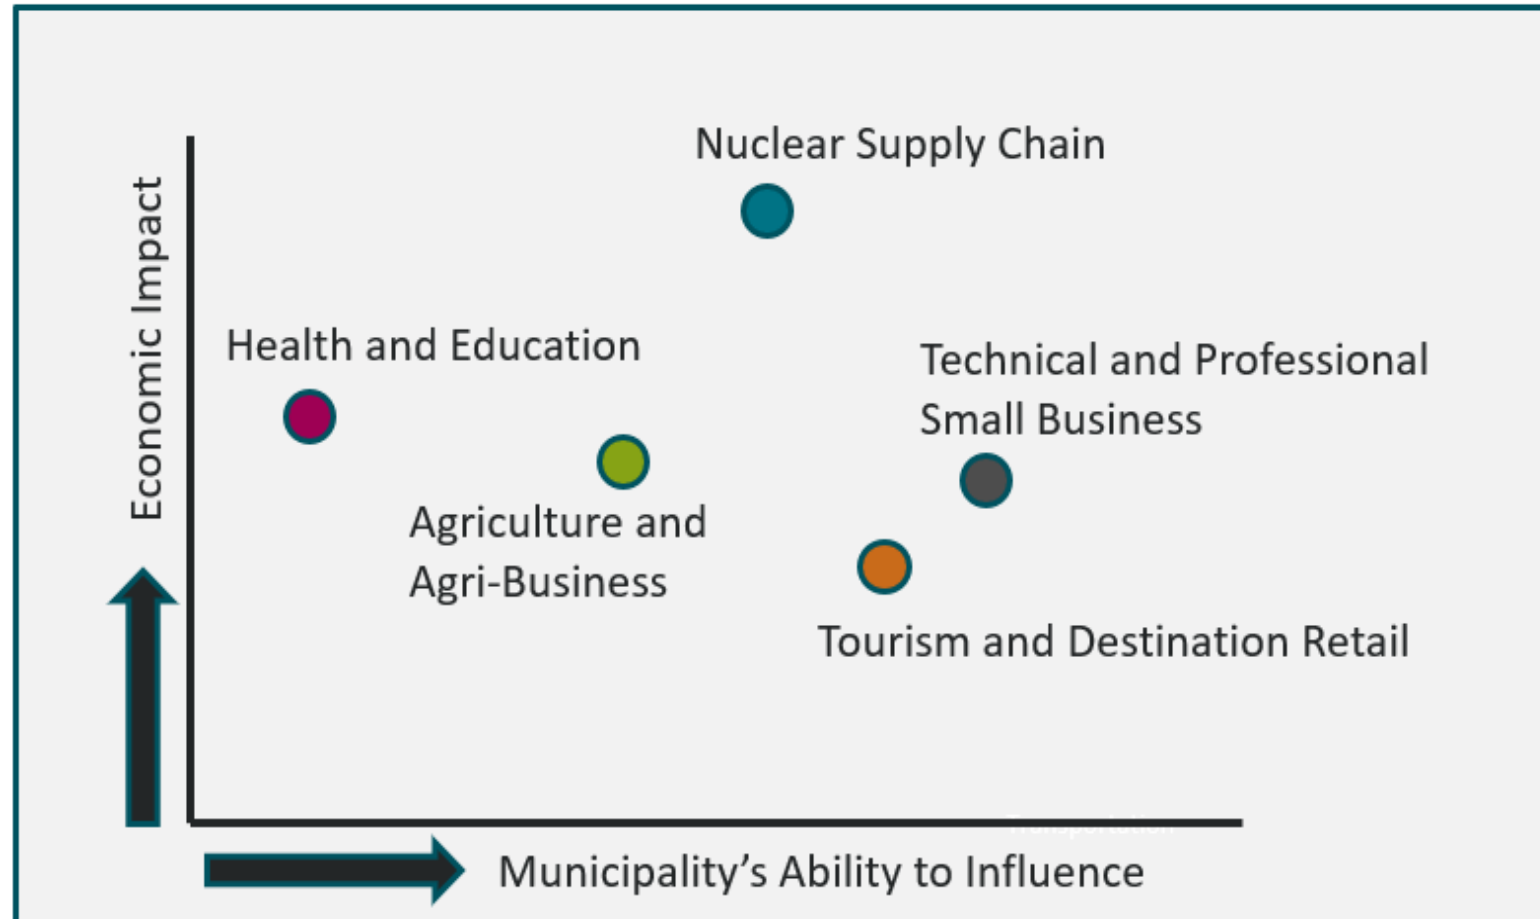 Nuclear Supply Chain
Economic Impact
Health and Education
Technical and Professional
Small Business
Agriculture and
Agri-Business
Tourism and Destination Retail
Transportation
Municipality’s Ability to Influence